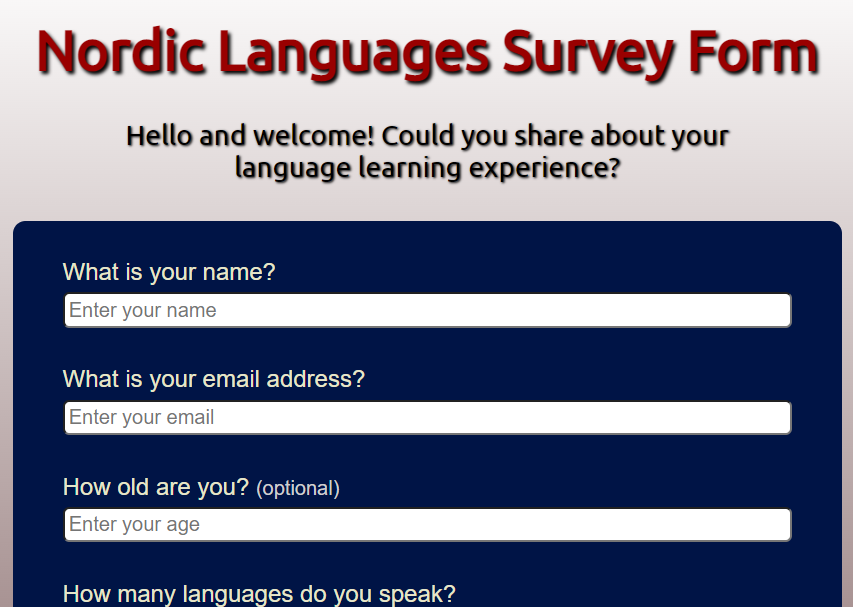 Nordic Languages Survey Form
Hello and welcome! Could you share about your
language learning experience?
What is your name?
Enter your name
What is your email address?
Enter your email
How old are you? (optional)
Enter your age
How many languages do you speak?